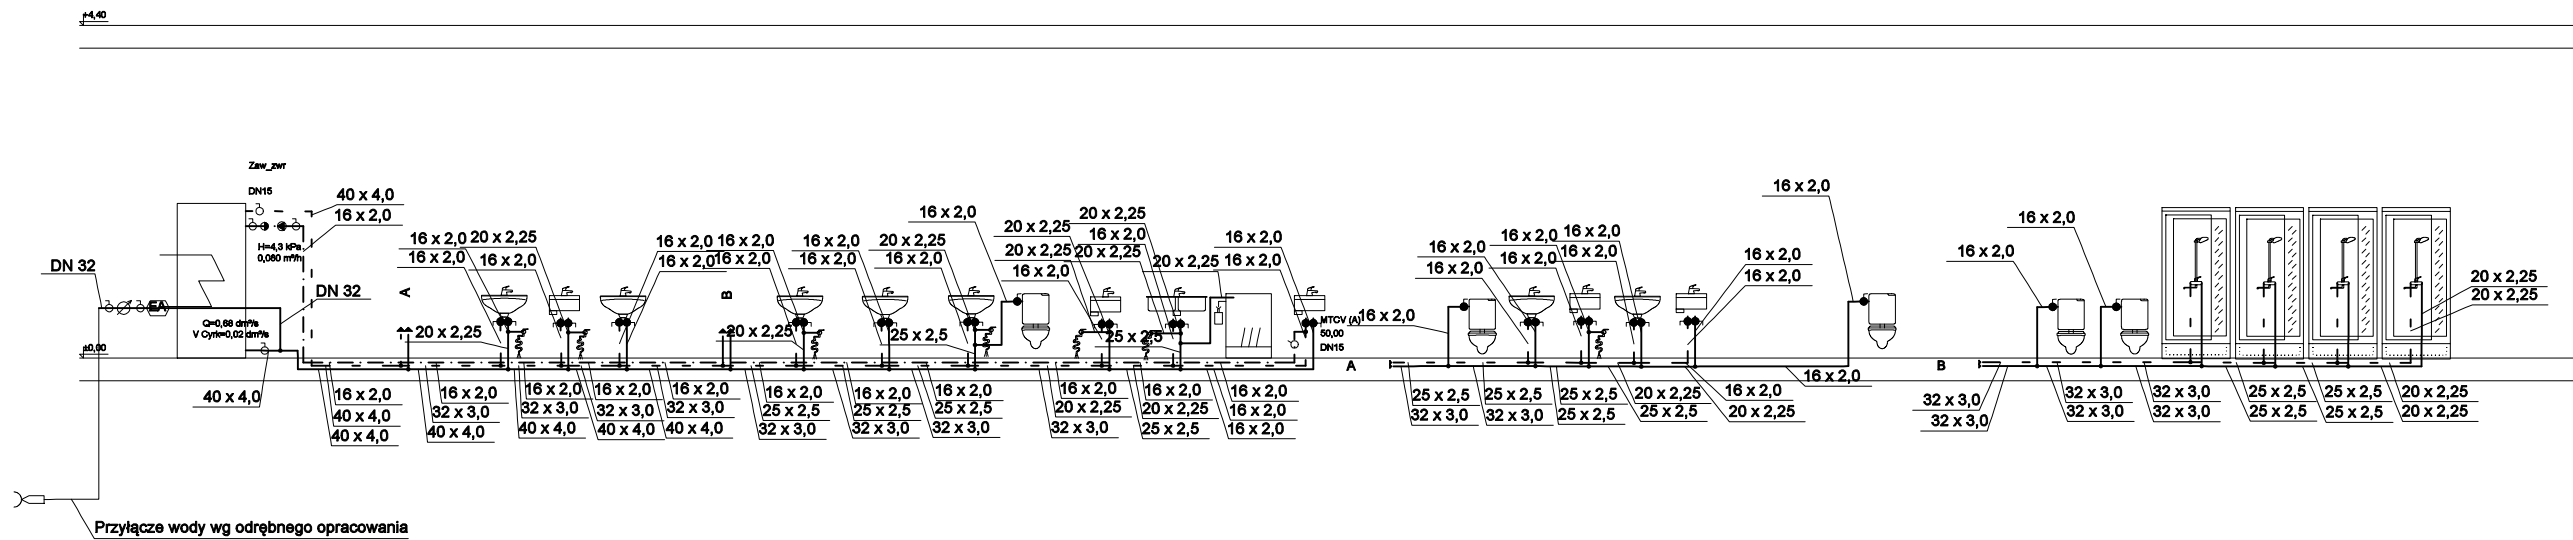 +4,40
Zaw_zwr
DN15
40 x 4,0
16 x 2,0
H=4,3 kPa
0,080 m³/h
DN 32
DN 32
EA
Q=0,68 dm³/s
V Cyrk=0,02 dm³/s
±0,00
40 x 4,0
Przyłącze wody wg odrębnego opracowania
A
16 x 2,0
16 x 2,0
20 x 2,25
16 x 2,0
20 x 2,25
16 x 2,0
16 x 2,0
B
16 x 2,0
16 x 2,0
20 x 2,25
16 x 2,0
16 x 2,0
20 x 2,25
16 x 2,0
25 x 2,5
16 x 2,0
20 x 2,25
20 x 2,25
16 x 2,0
20 x 2,25
16 x 2,0
20 x 2,25
25 x 2,5
20 x 2,25
16 x 2,0
16 x 2,0
MTCV (A)
50,00
DN15
16 x 2,0
40 x 4,0
40 x 4,0
16 x 2,0
32 x 3,0
40 x 4,0
16 x 2,0
32 x 3,0
40 x 4,0
16 x 2,0
32 x 3,0
40 x 4,0
16 x 2,0
32 x 3,0
40 x 4,0
16 x 2,0
25 x 2,5
32 x 3,0
16 x 2,0
25 x 2,5
32 x 3,0
16 x 2,0
25 x 2,5
32 x 3,0
16 x 2,0
20 x 2,25
32 x 3,0
16 x 2,0
20 x 2,25
25 x 2,5
16 x 2,0
16 x 2,0
16 x 2,0
A
16 x 2,0
16 x 2,0
16 x 2,0
16 x 2,0
16 x 2,0
16 x 2,0
16 x 2,0
16 x 2,0
16 x 2,0
16 x 2,0
16 x 2,0
25 x 2,5
32 x 3,0
25 x 2,5
32 x 3,0
25 x 2,5
25 x 2,5
20 x 2,25
25 x 2,5
16 x 2,0
20 x 2,25
B
16 x 2,0
16 x 2,0
20 x 2,25
20 x 2,25
32 x 3,0
32 x 3,0
32 x 3,0
32 x 3,0
32 x 3,0
32 x 3,0
25 x 2,5
25 x 2,5
25 x 2,5
25 x 2,5
20 x 2,25
20 x 2,25